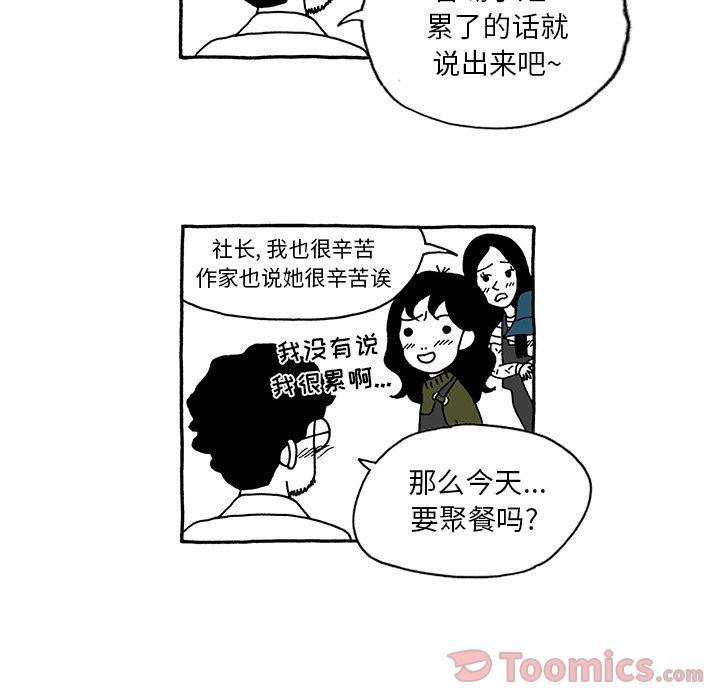 累了的话就
说出来吧~
社长, 我也很辛苦
作家也说她很辛苦诶
我没有说
我很累啊...
那么今天...
要聚餐吗?
Toomics.com